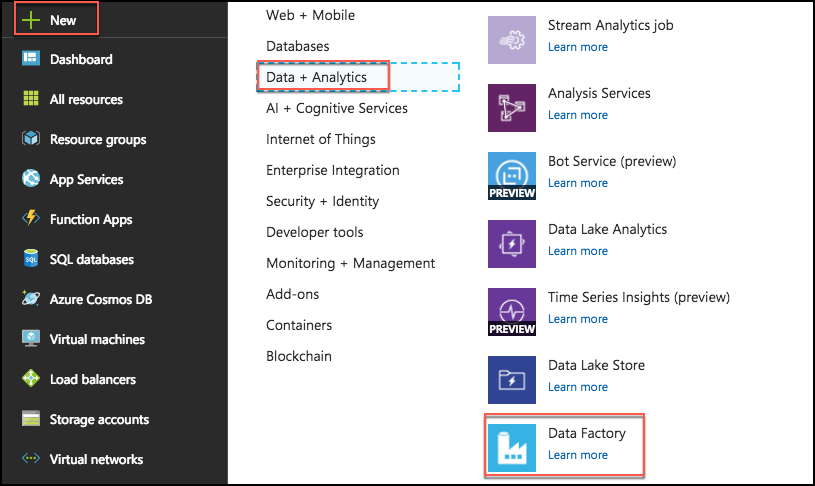 New
Dashboard
All resources
Resource groups
App Services
Function Apps
SQL
SQL databases
Azure Cosmos DB
Virtual machines
Load balancers
Storage accounts
Virtual networks
Web + Mobile
Databases
Data + Analytics
AI + Cognitive Services
Internet of Things
Enterprise Integration
Security + Identity
Developer tools
Monitoring + Management
Add-ons
Containers
Blockchain
Stream Analytics job
Learn more
Analysis Services
Learn more
Bot Service (preview)
PREVIEW
Learn more
Data Lake Analytics
Learn more
Time Series Insights (preview)
PREVIEW
Learn more
Data Lake Store
Learn more
Data Factory
Learn more